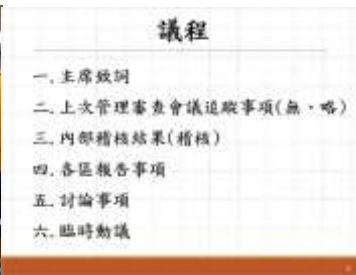 議程
一. 主席致詞
二. 上次管理審查會議追蹤事項(無，略)
三. 內部稽核結果(稽核)
四. 各區報告事項
五. 討論事項
六. 臨時動議